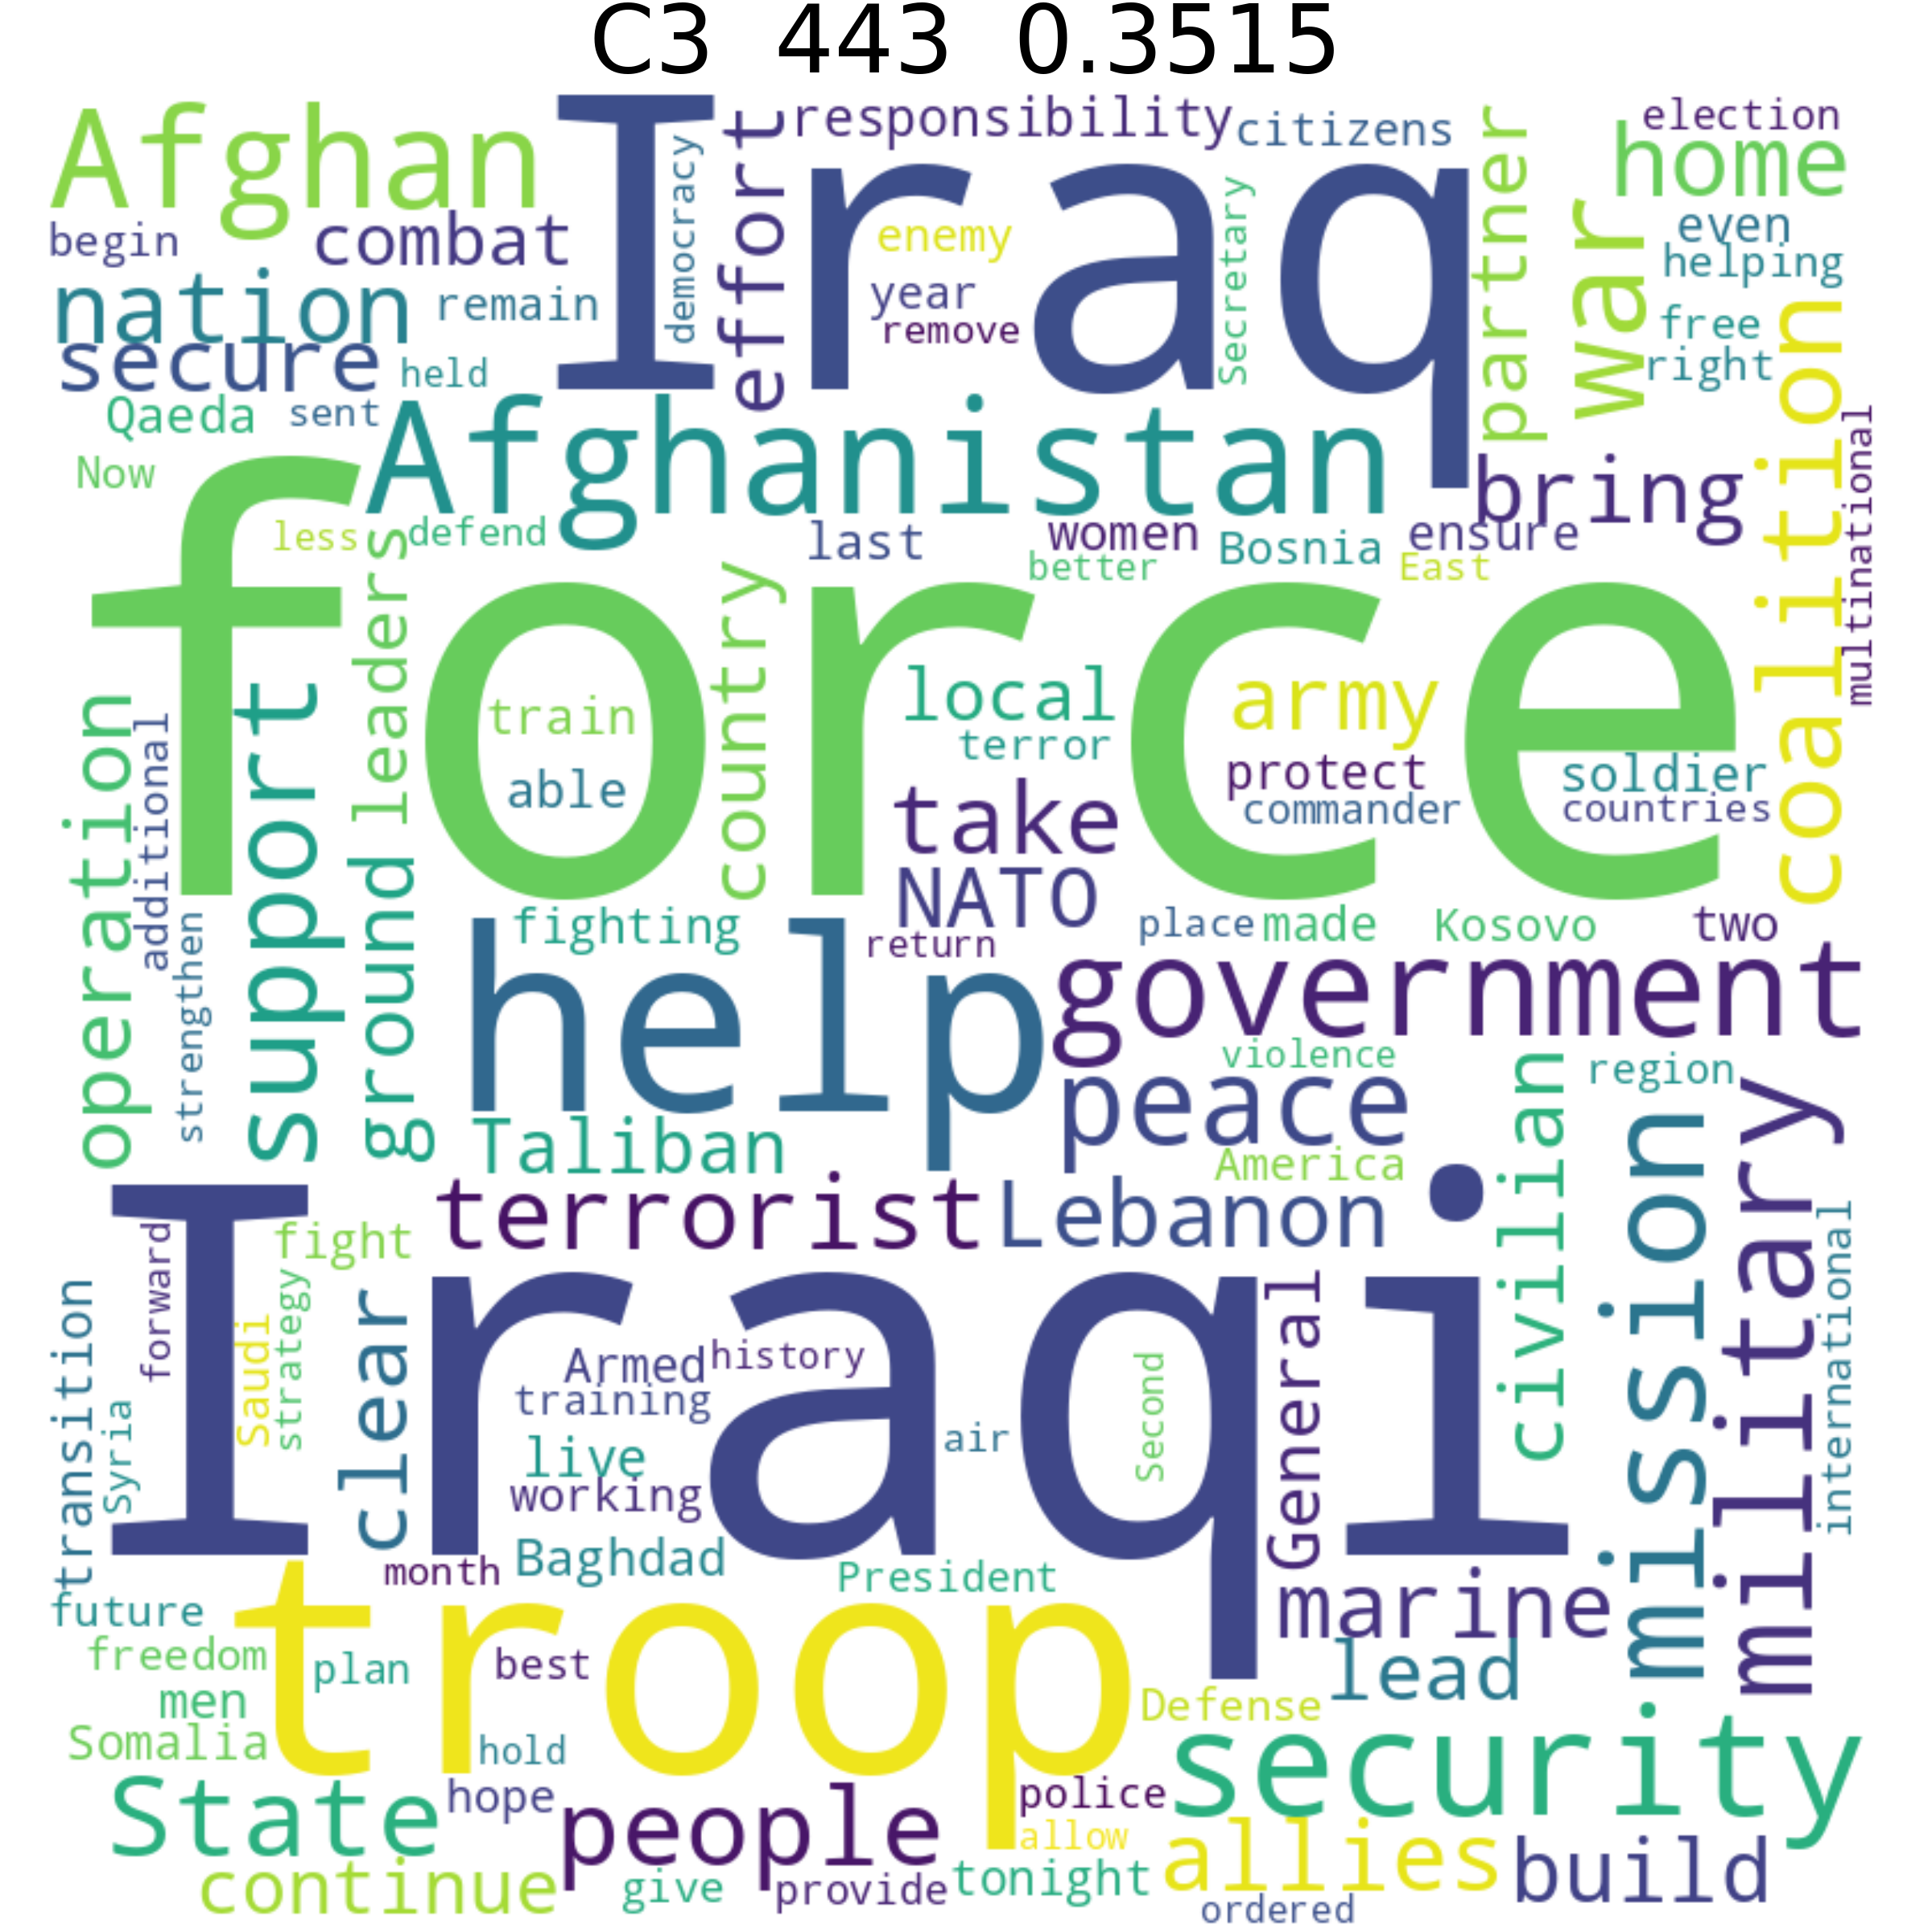 C3 443 0.3515
Afghan
Iraq
responsibility
citizens
election
home
effort
democracy
partner
begin
combat
enemy
Secretary
war
even
helping
nation
remain
year
remove
free
right
secure
held
Qaeda
sent
Afghanistan
coalition
multinational
Now
bring
less
defend
last
women
Bosnia
ensure
better
East
force
leaders
country
local
army
train
terror
able
protect
soldier
commander
countries
take
operation
additional
support
ground
NATO
fighting
return
place
made
Kosovo
two
strengthen
help
government
violence
region
peace
civilian
Taliban
America
mission
military
terrorist
Lebanon
Iraqi
forward
fight
international
transition
Syria
Saudi
strategy
clear
Armed
history
training
Second
General
live
air
working
month
Baghdad
President
marine
future
troop
freedom
plan
best
lead
men
Defense
Somalia
hold
security
State
hope
people
police
allow
allies
build
continue
give
provide
tonight
ordered